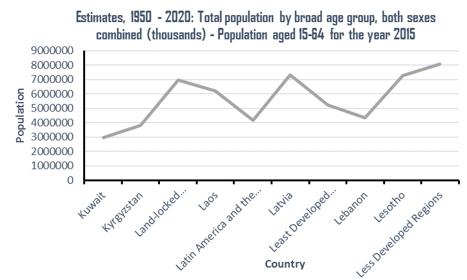 Estimates, 1950 - 2020: Total population by broad age group, both sexes
combined (thousands) - Population aged 15-64 for the year 2015
9000000
8000000
7000000
6000000
5000000
4000000
3000000
2000000
1000000
0
Population
Kuwait
Kyrgyzstan
Land-locked...
Laos
Latin America and the...
Latvia
Least Developed...
Lebanon
Lesotho
Less Developed Regions
Country